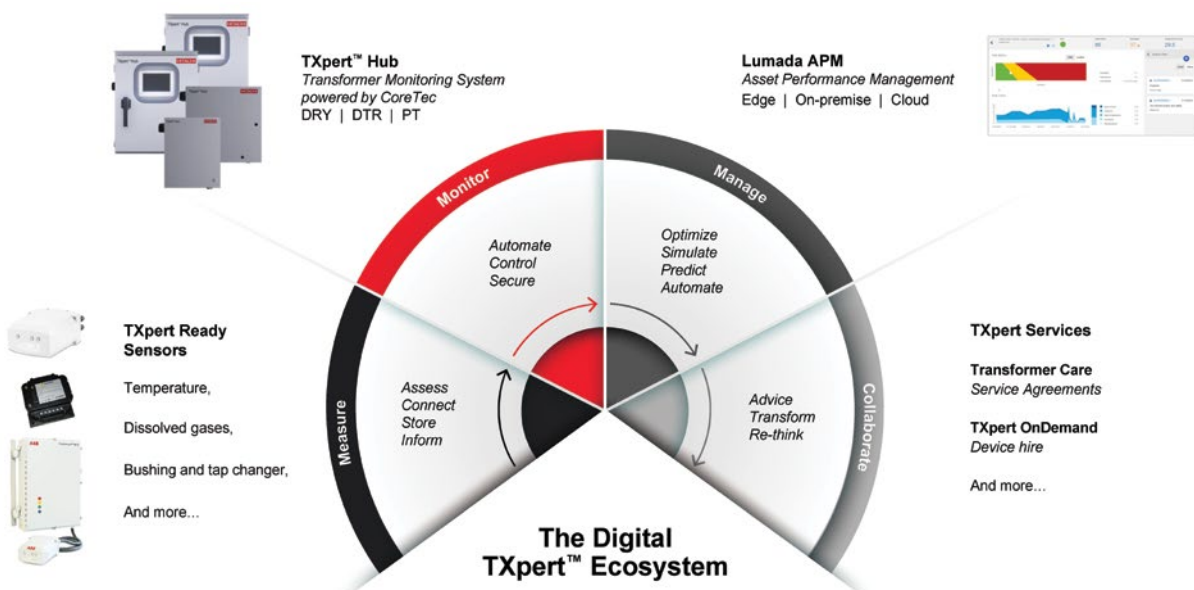 TXpert™ Hub
Transformer Monitoring System
powered by CoreTec
DRY | DTR | PT
Lumada APM
Asset Performance Management
Edge | On-premise | Cloud
Monitor
Manage
Automate
Control
Secure
Optimize
Simulate
Predict
Automate
TXpert Ready
Sensors
Temperature,
Dissolved gases,
Bushing and tap changer,
And more...
Measure
Assess
Connect
Store
Inform
Advice
Transform
Re-think
Collaborate
TXpert Services
Transformer Care
Service Agreements
TXpert OnDemand
Device hire
And more...
The Digital
TXpert™ Ecosystem
ABB
ABB